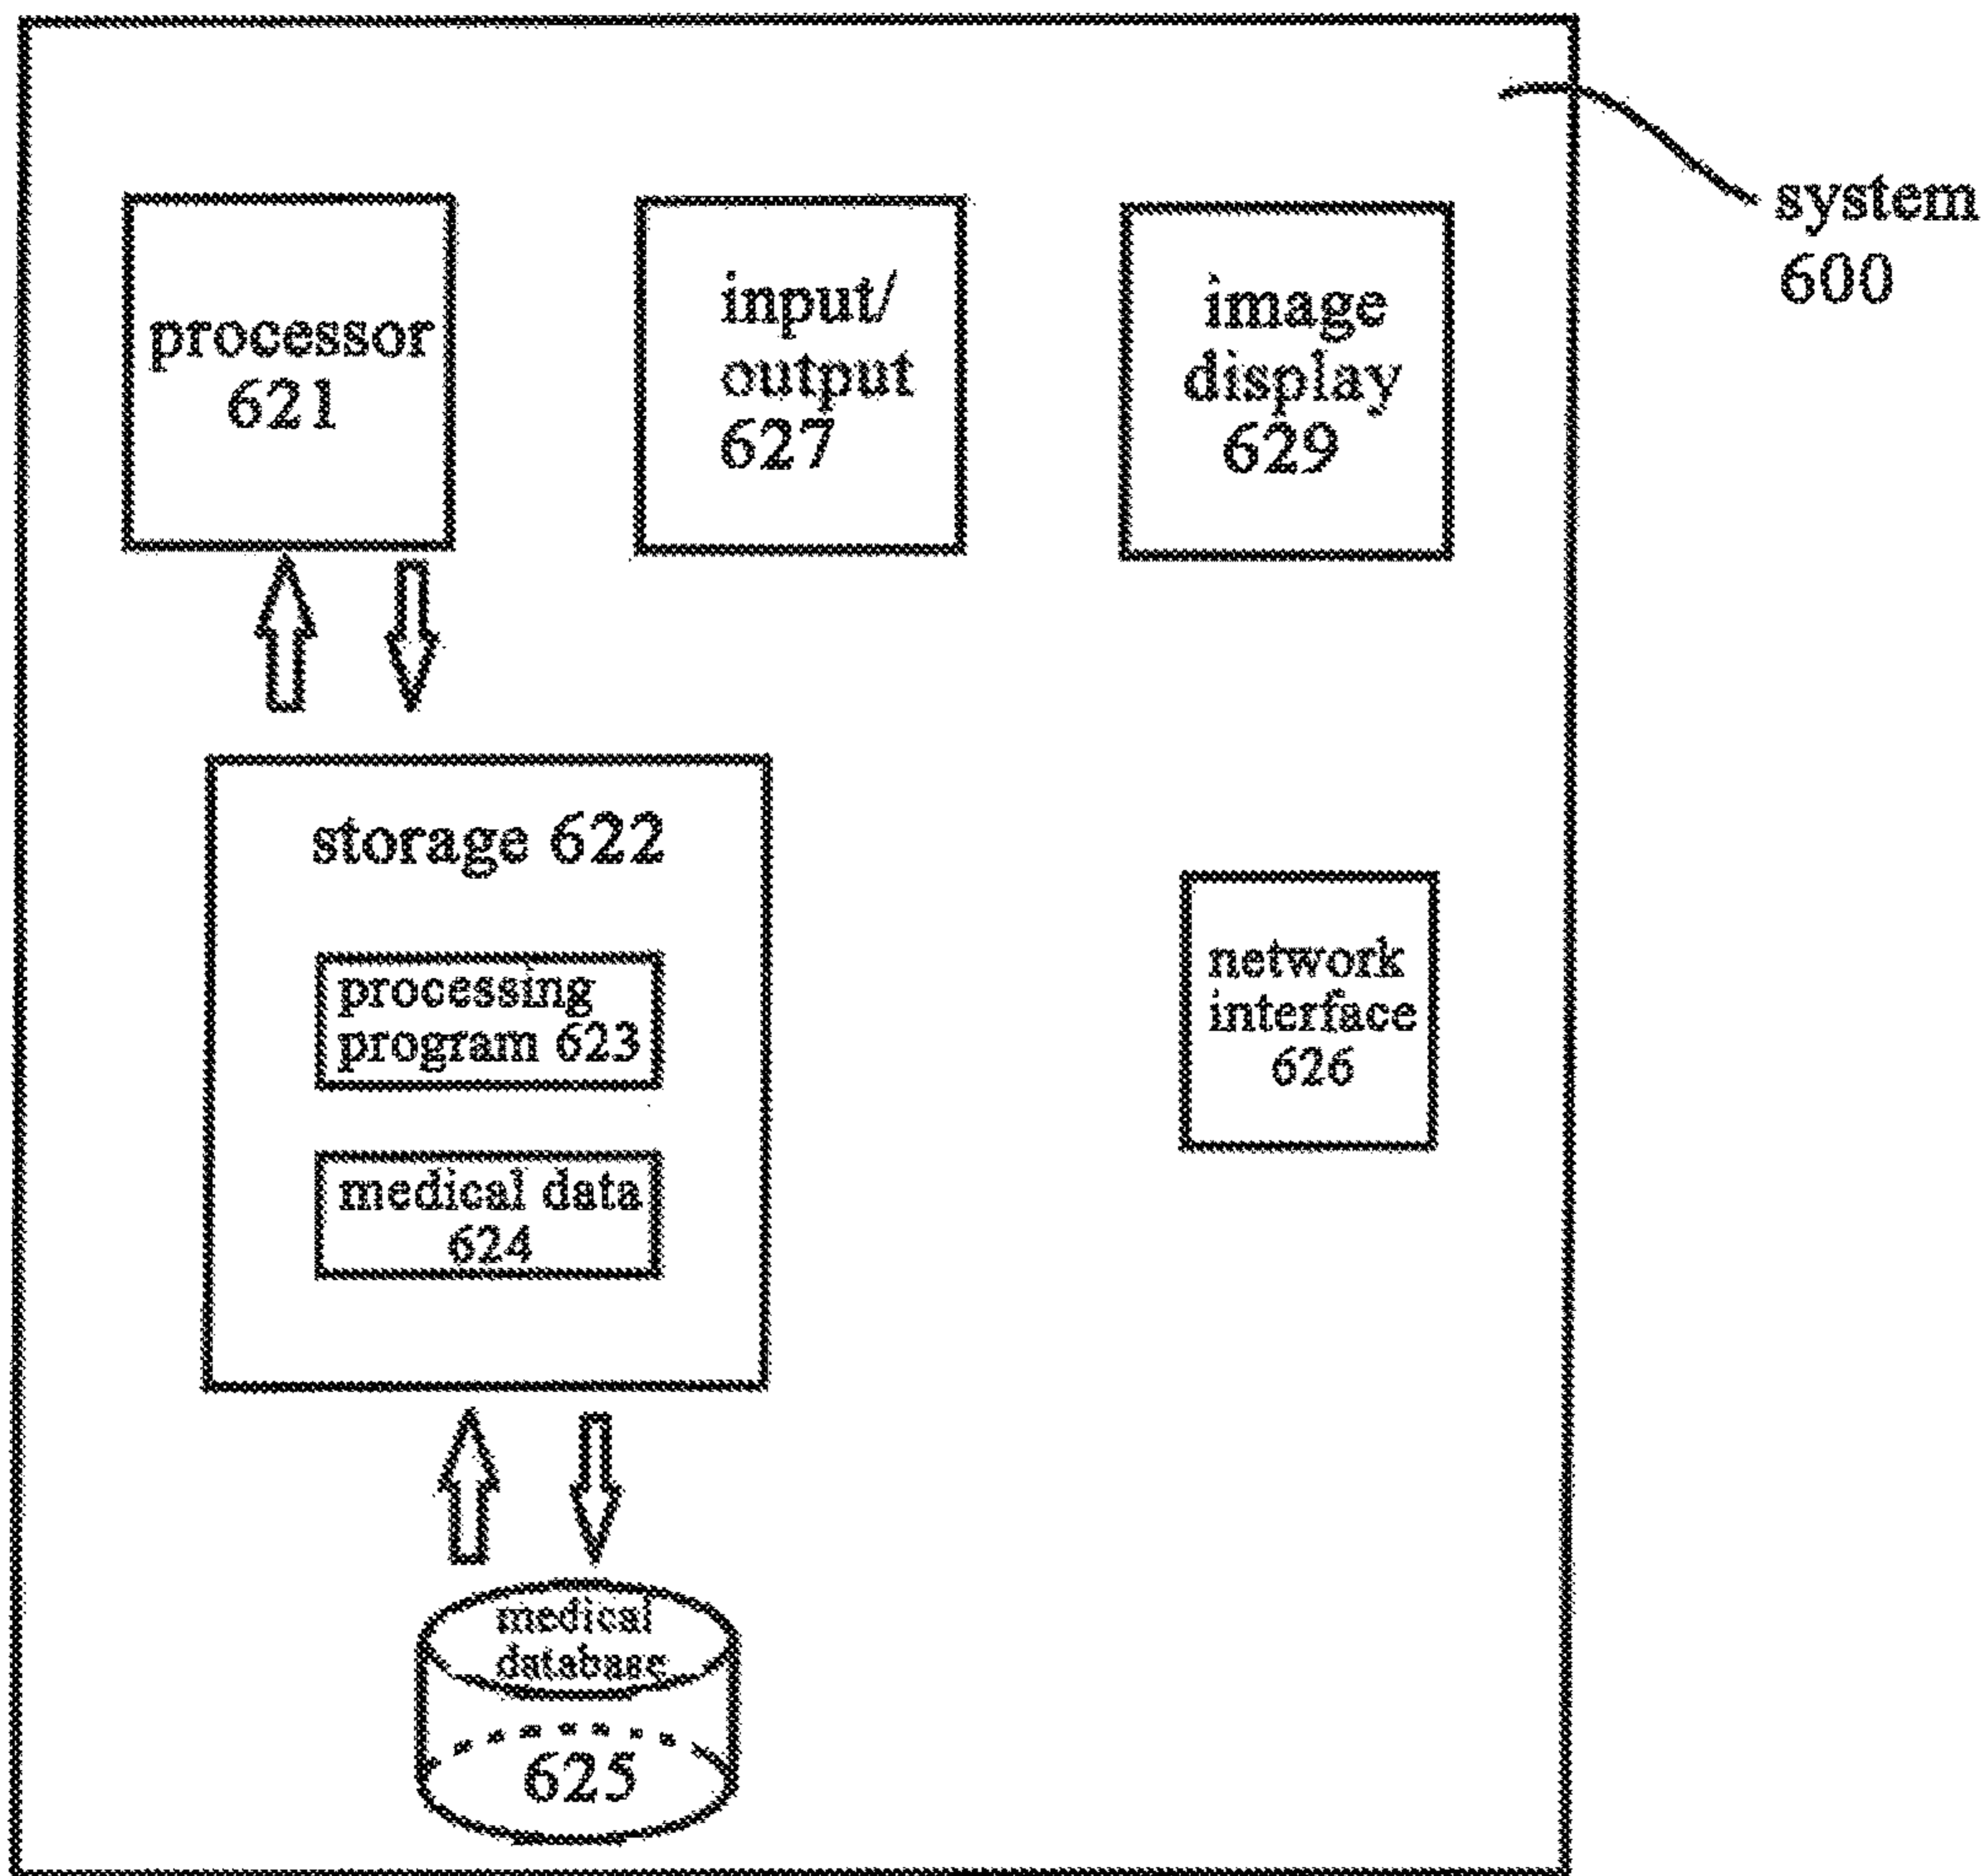 system
600
processor
621
input/
output
627
image
display
629
storage 622
processing
program 623
medical data
624
network
interface
626
medical
database
625